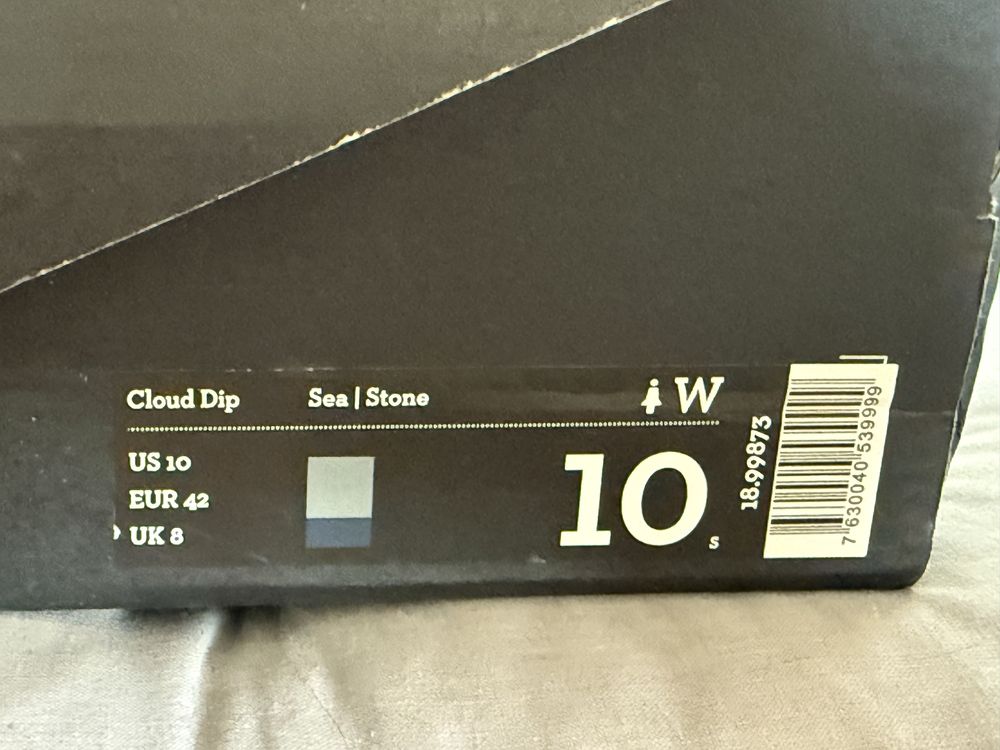 Cloud Dip
Sea | Stone
W
US 10
EUR 42
UK 8
10
s
18.99873
7 630040 539999